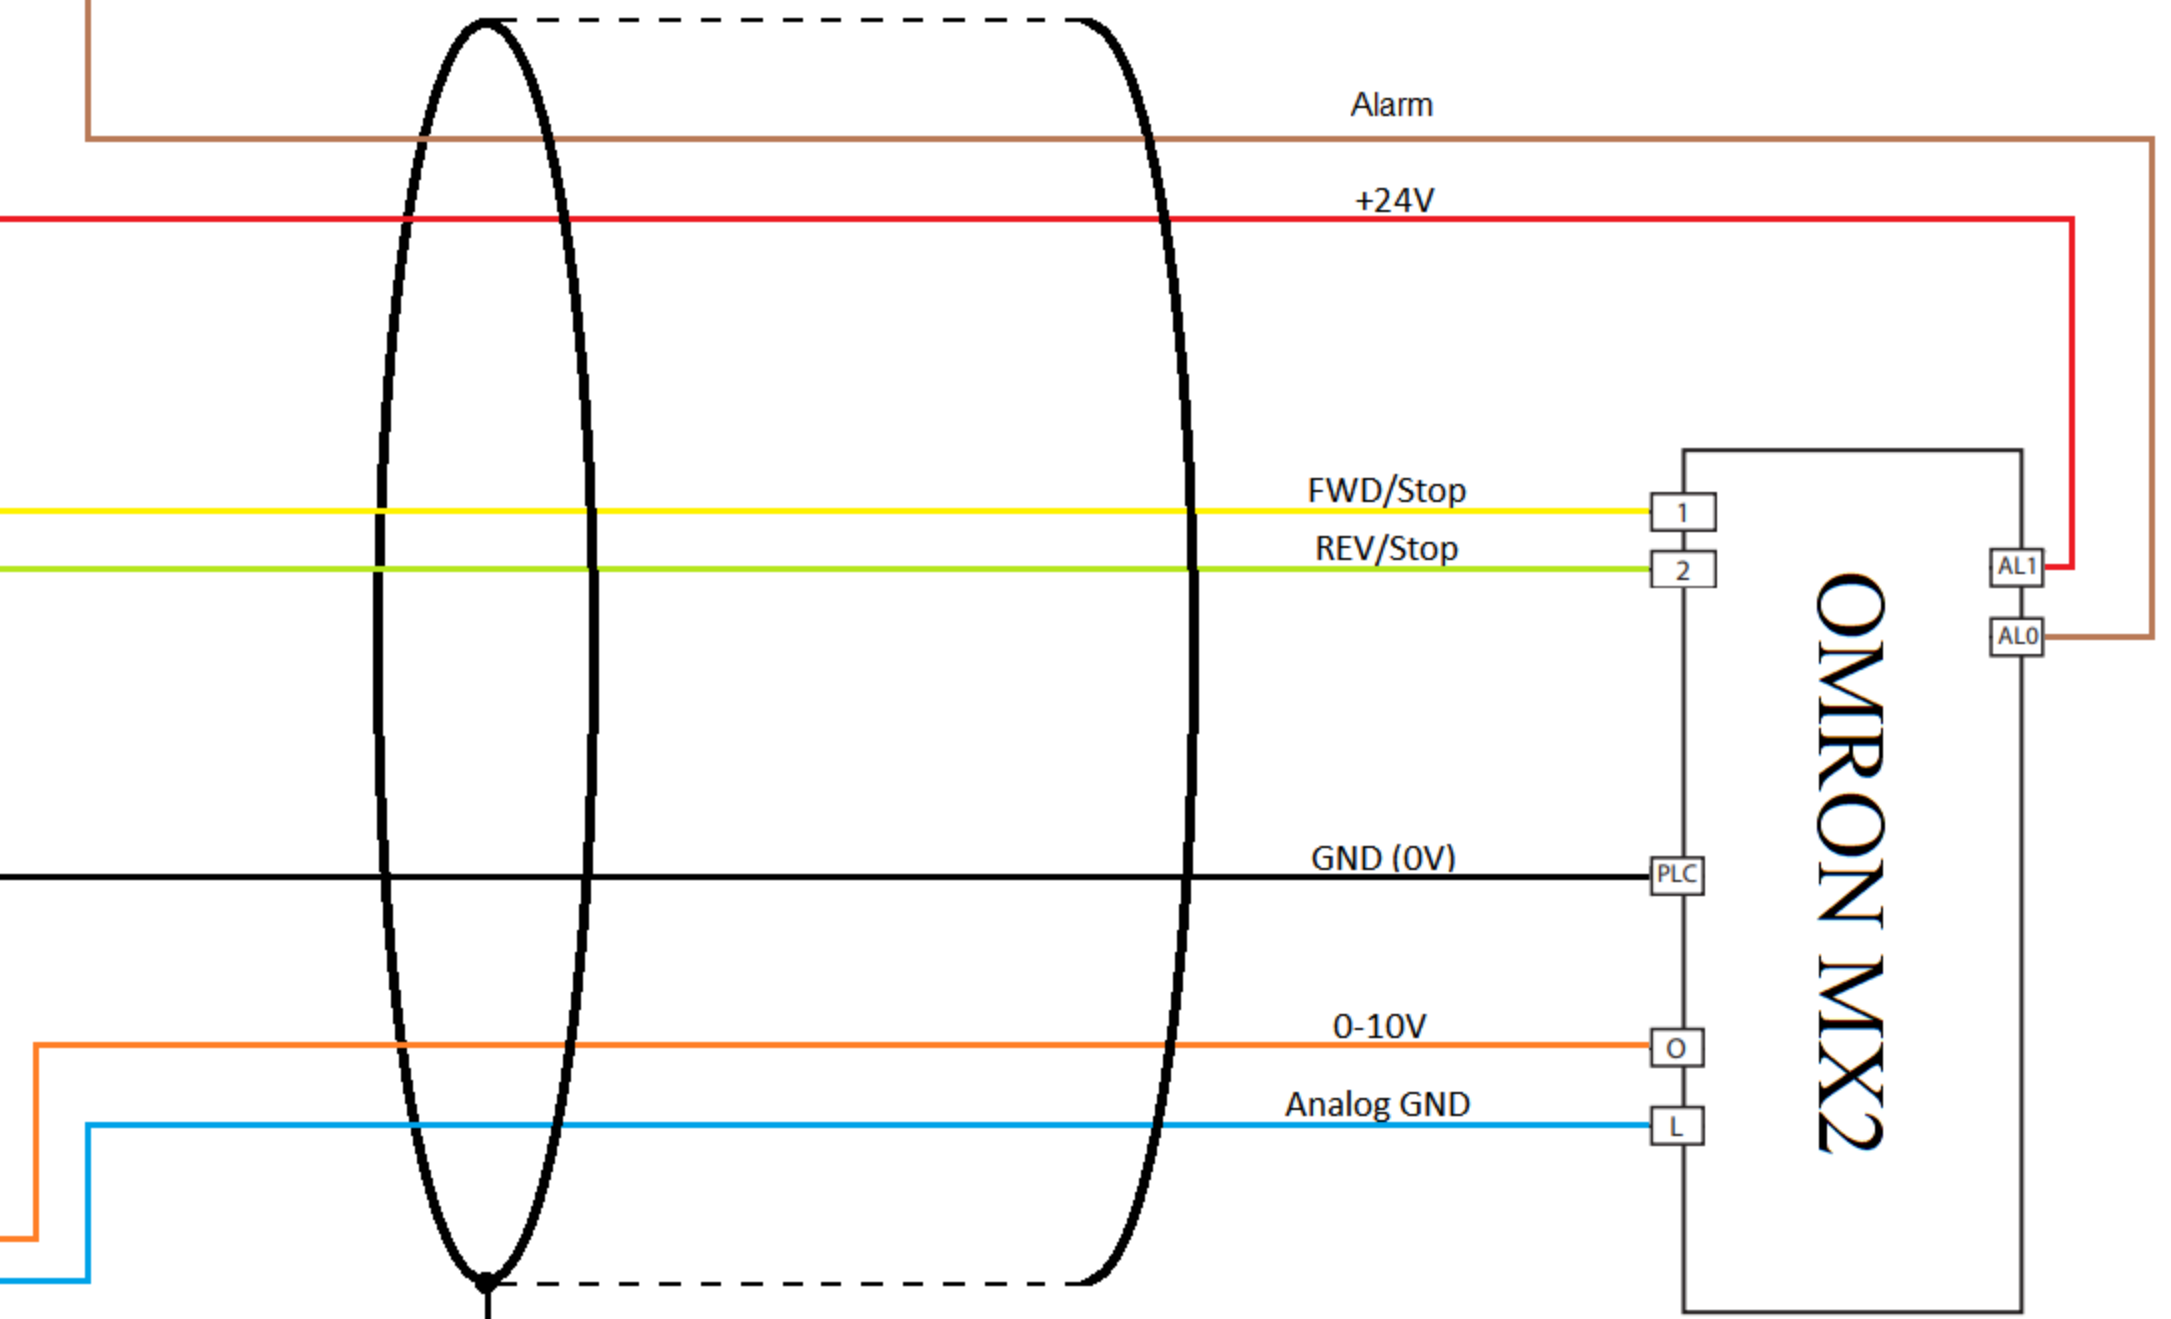 Alarm
+24V
FWD/Stop
1
REV/Stop
2
AL1
AL0
OMRON MX2
GND (0V)
PLC
0-10V
O
Analog GND
L